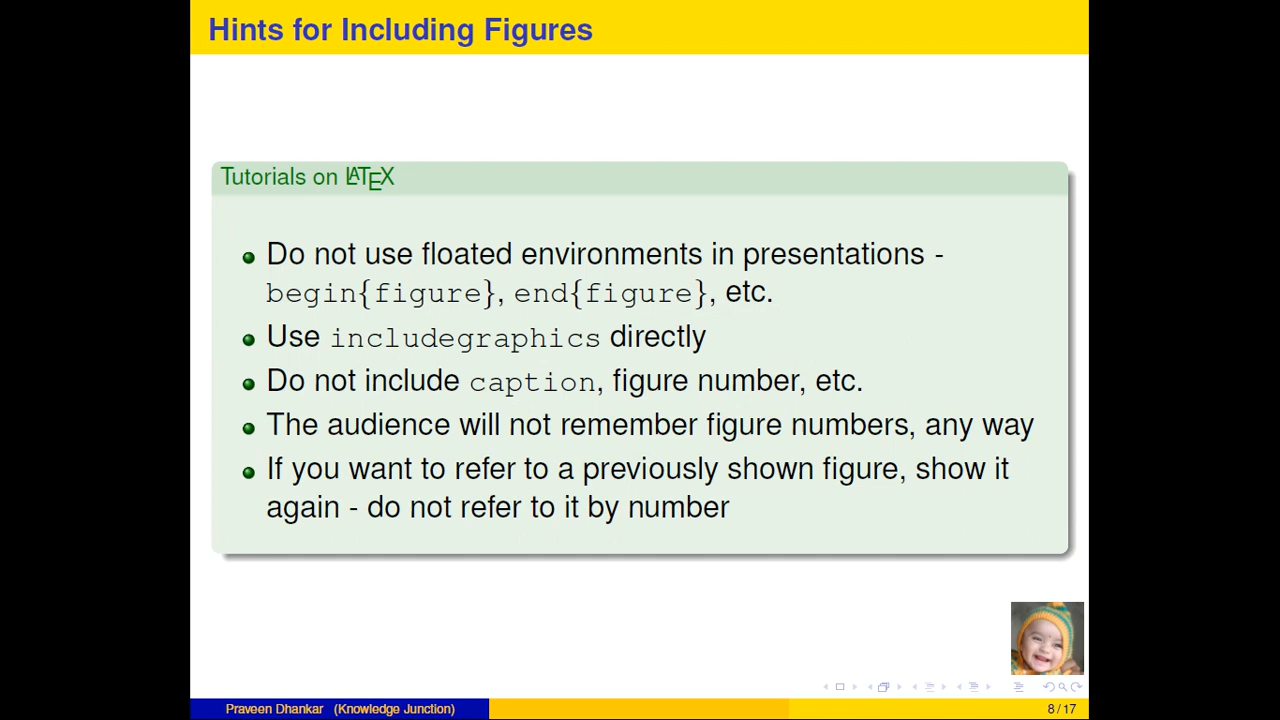 Hints for Including Figures
Tutorials on LATEX
Do not use floated environments in presentations -
begin{figure}, end{figure}, etc.
Use includegraphics directly
Do not include caption, figure number, etc.
The audience will not remember figure numbers, any way
If you want to refer to a previously shown figure, show it
again - do not refer to it by number
Praveen Dhankar (Knowledge Junction)
8 / 17